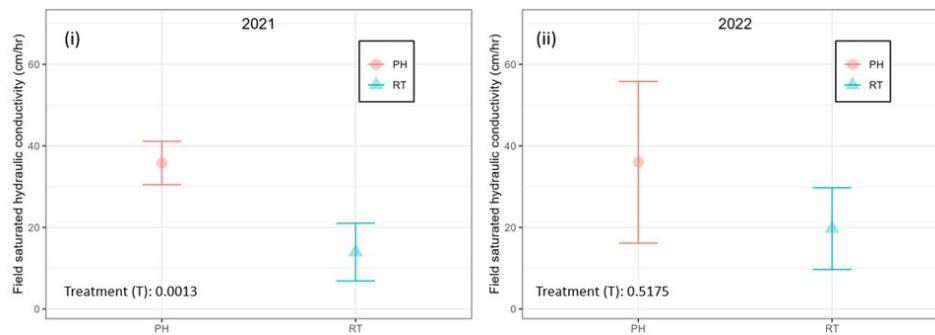 2021
(i)
PH
RT
Field saturated hydraulic conductivity (cm/hr)
60
40
20
0
Treatment (T): 0.0013
PH
RT
2022
(ii)
PH
RT
Field saturated hydraulic conductivity (cm/hr)
60
40
20
0
Treatment (T): 0.5175
PH
RT